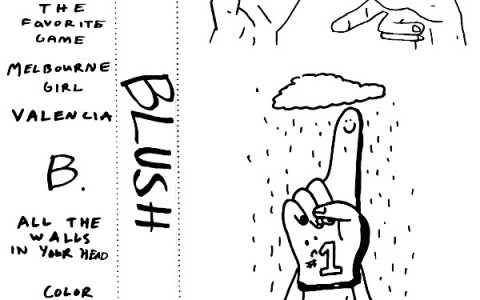 THE
FAVORITE
GAME
MELBOURNE
GIRL
VALENCIA
B.
ALL THE
WALLS
IN YOUR HEAD
COLOR
BLUSH
#1